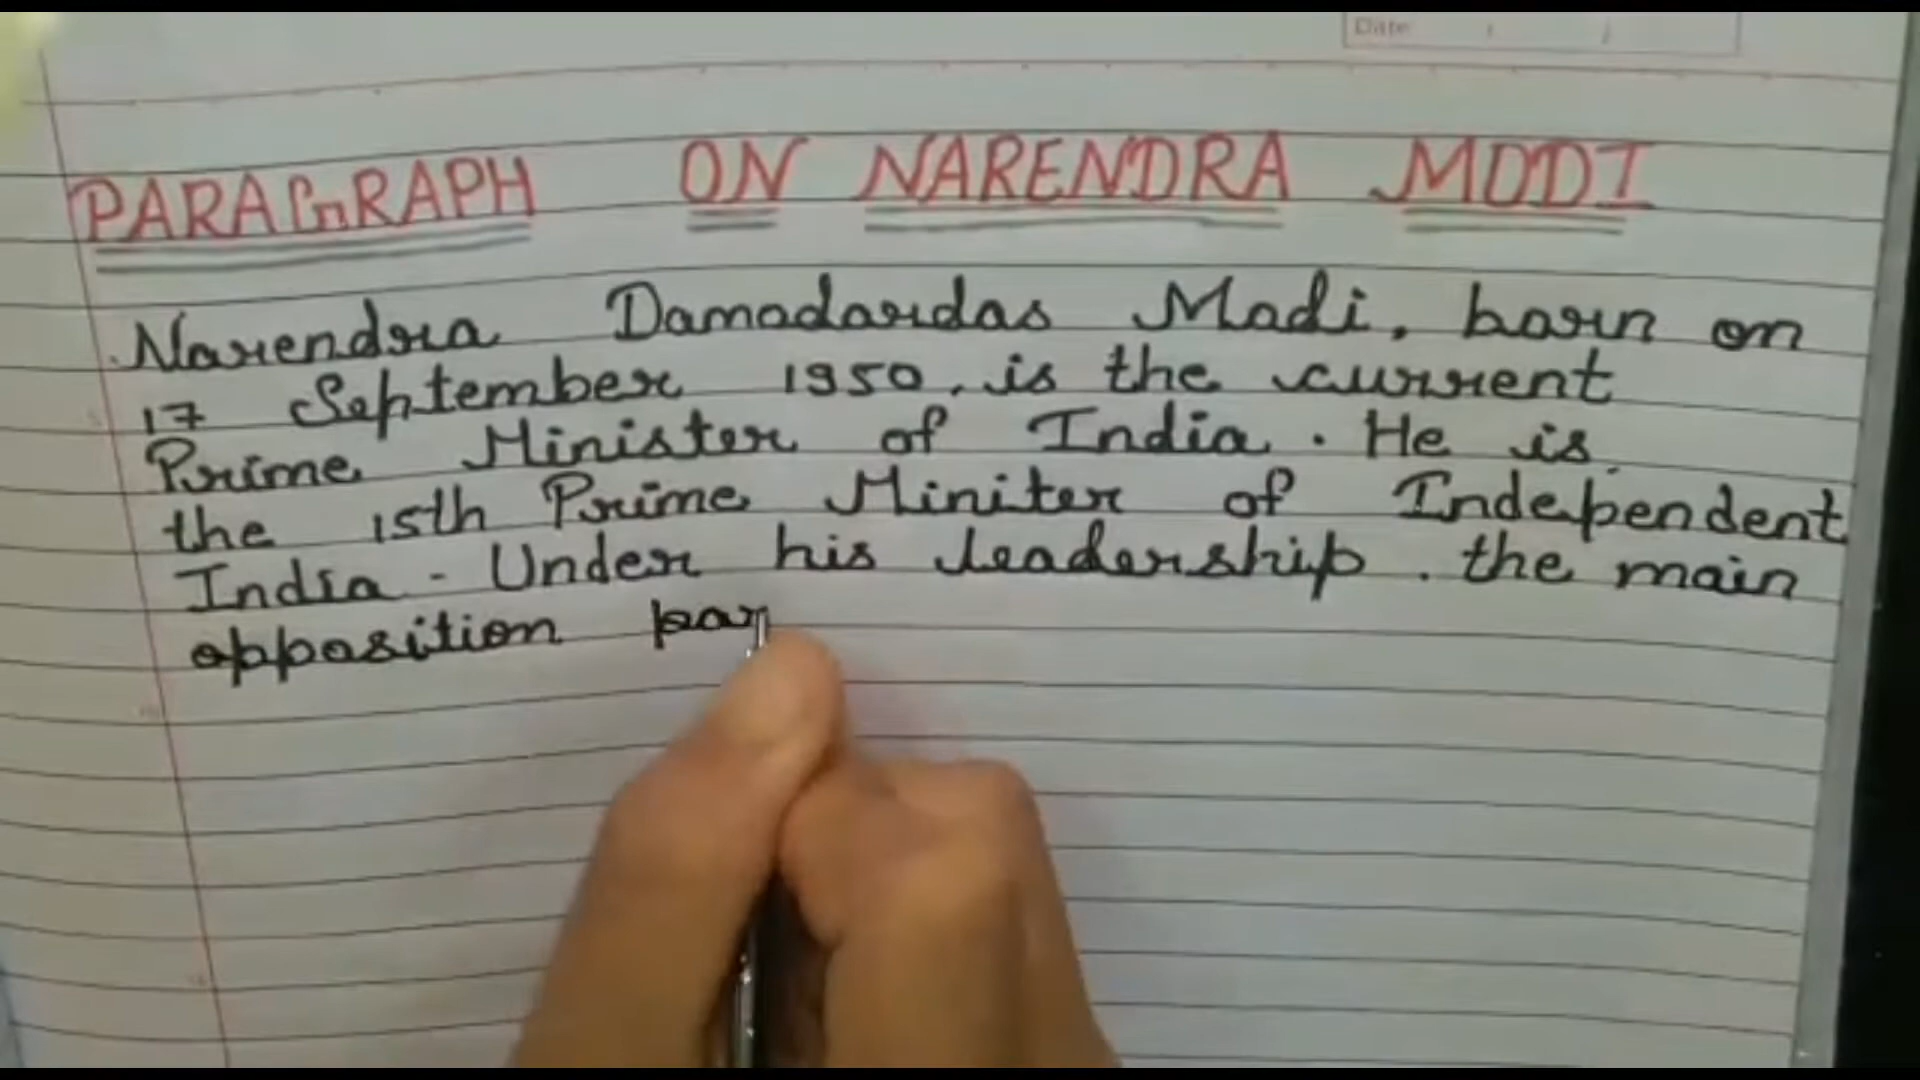 Date
PARAGRAPH ON NARENDRA MODI
Narendra Damodardas Modi, born on
17 September 1950, is the current
Prime Minister of India. He is
the 15th Prime Miniter of Independent
India. Under his leadership. the main
opposition par